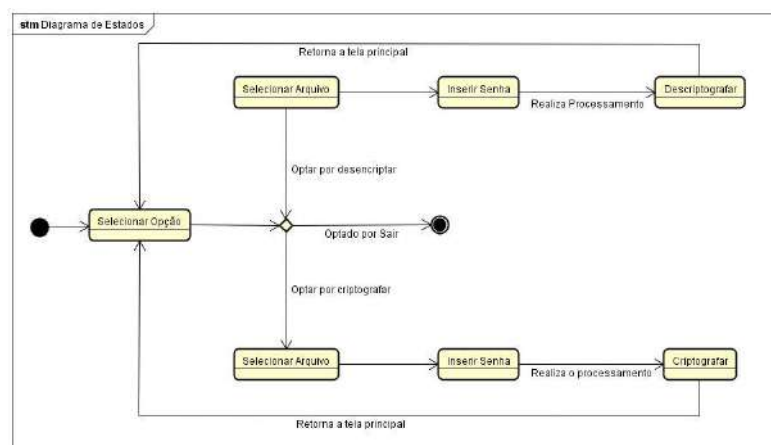 stm Diagrama de Estados
Retorna a tela principal
Selecionar Arquivo
Inserir Senha
Realiza Processamento
Descriptografar
Optar por desencriptar
Selecionar Opção
Optado por Sair
Optar por criptografar
Selecionar Arquivo
Inserir Senha
Realiza o processamento
Criptografar
Retorna a tela principal